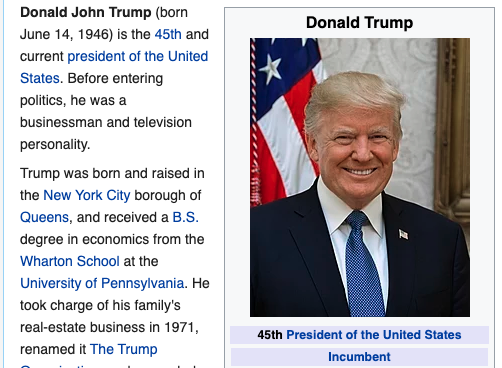 Donald John Trump (born
June 14, 1946) is the 45th and
current president of the United
States. Before entering
politics, he was a
businessman and television
personality.
Trump was born and raised in
the New York City borough of
Queens, and received a B.S.
degree in economics from the
Wharton School at the
University of Pennsylvania. He
took charge of his family's
real-estate business in 1971,
renamed it The Trump
Donald Trump
45th President of the United States
Incumbent